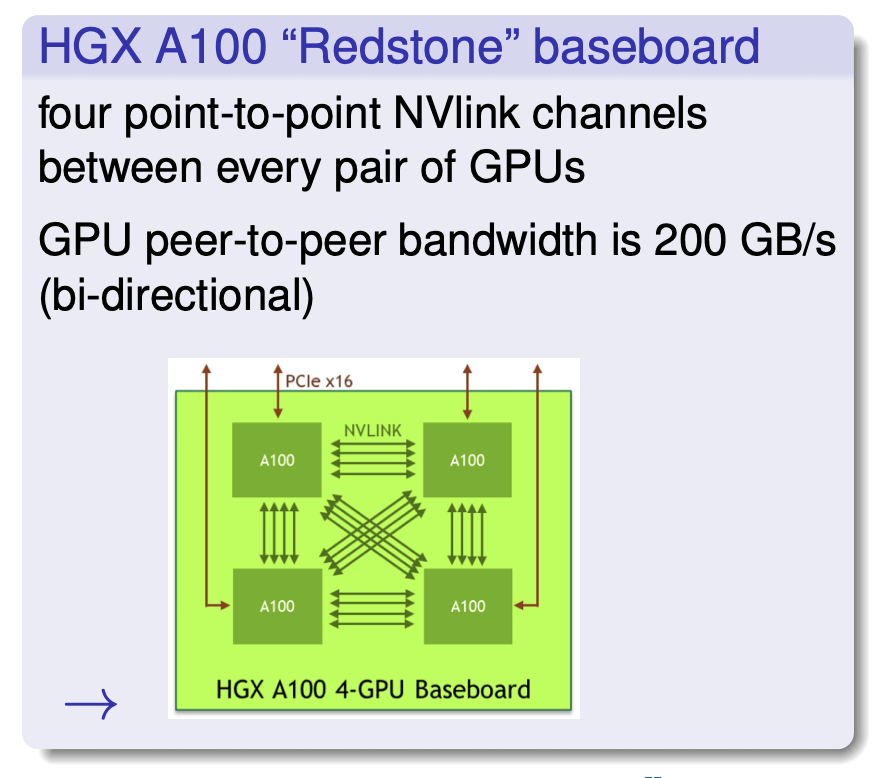 HGX A100 “Redstone” baseboard
four point-to-point NVlink channels
between every pair of GPUs
GPU peer-to-peer bandwidth is 200 GB/s
(bi-directional)
PCIe x16
NVLINK
A100
A100
A100
A100
HGX A100 4-GPU Baseboard